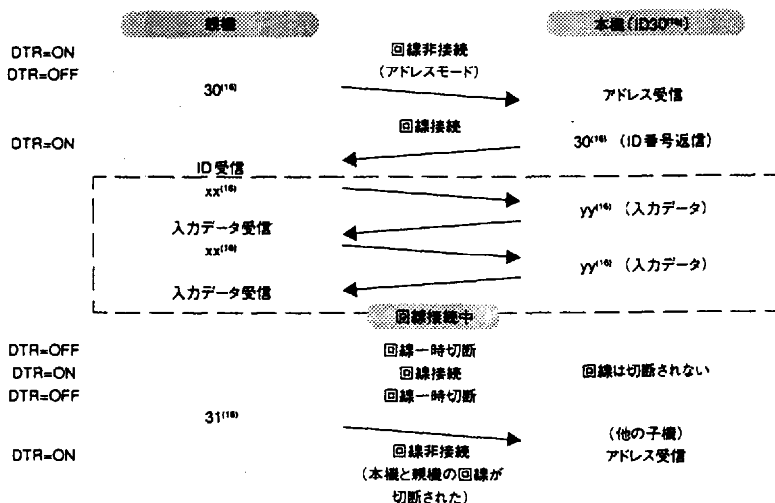 親機 本機(ID30(16))
DTR=ON 回線非接続
DTR=OFF (アドレスモード)
30(16) アドレス受信
回線接続
DTR=ON 30(16) (ID番号返信)
ID受信
xx(16)
yy(16) (入力データ)
入力データ受信
xx(16)
yy(16) (入力データ)
入力データ受信
回線接続中
DTR=OFF 回線一時切断
DTR=ON 回線接続 回線は切断されない
DTR=OFF 回線一時切断
31(16)
(他の子機)
DTR=ON 回線非接続 アドレス受信
(本機と親機の回線が
切断された)